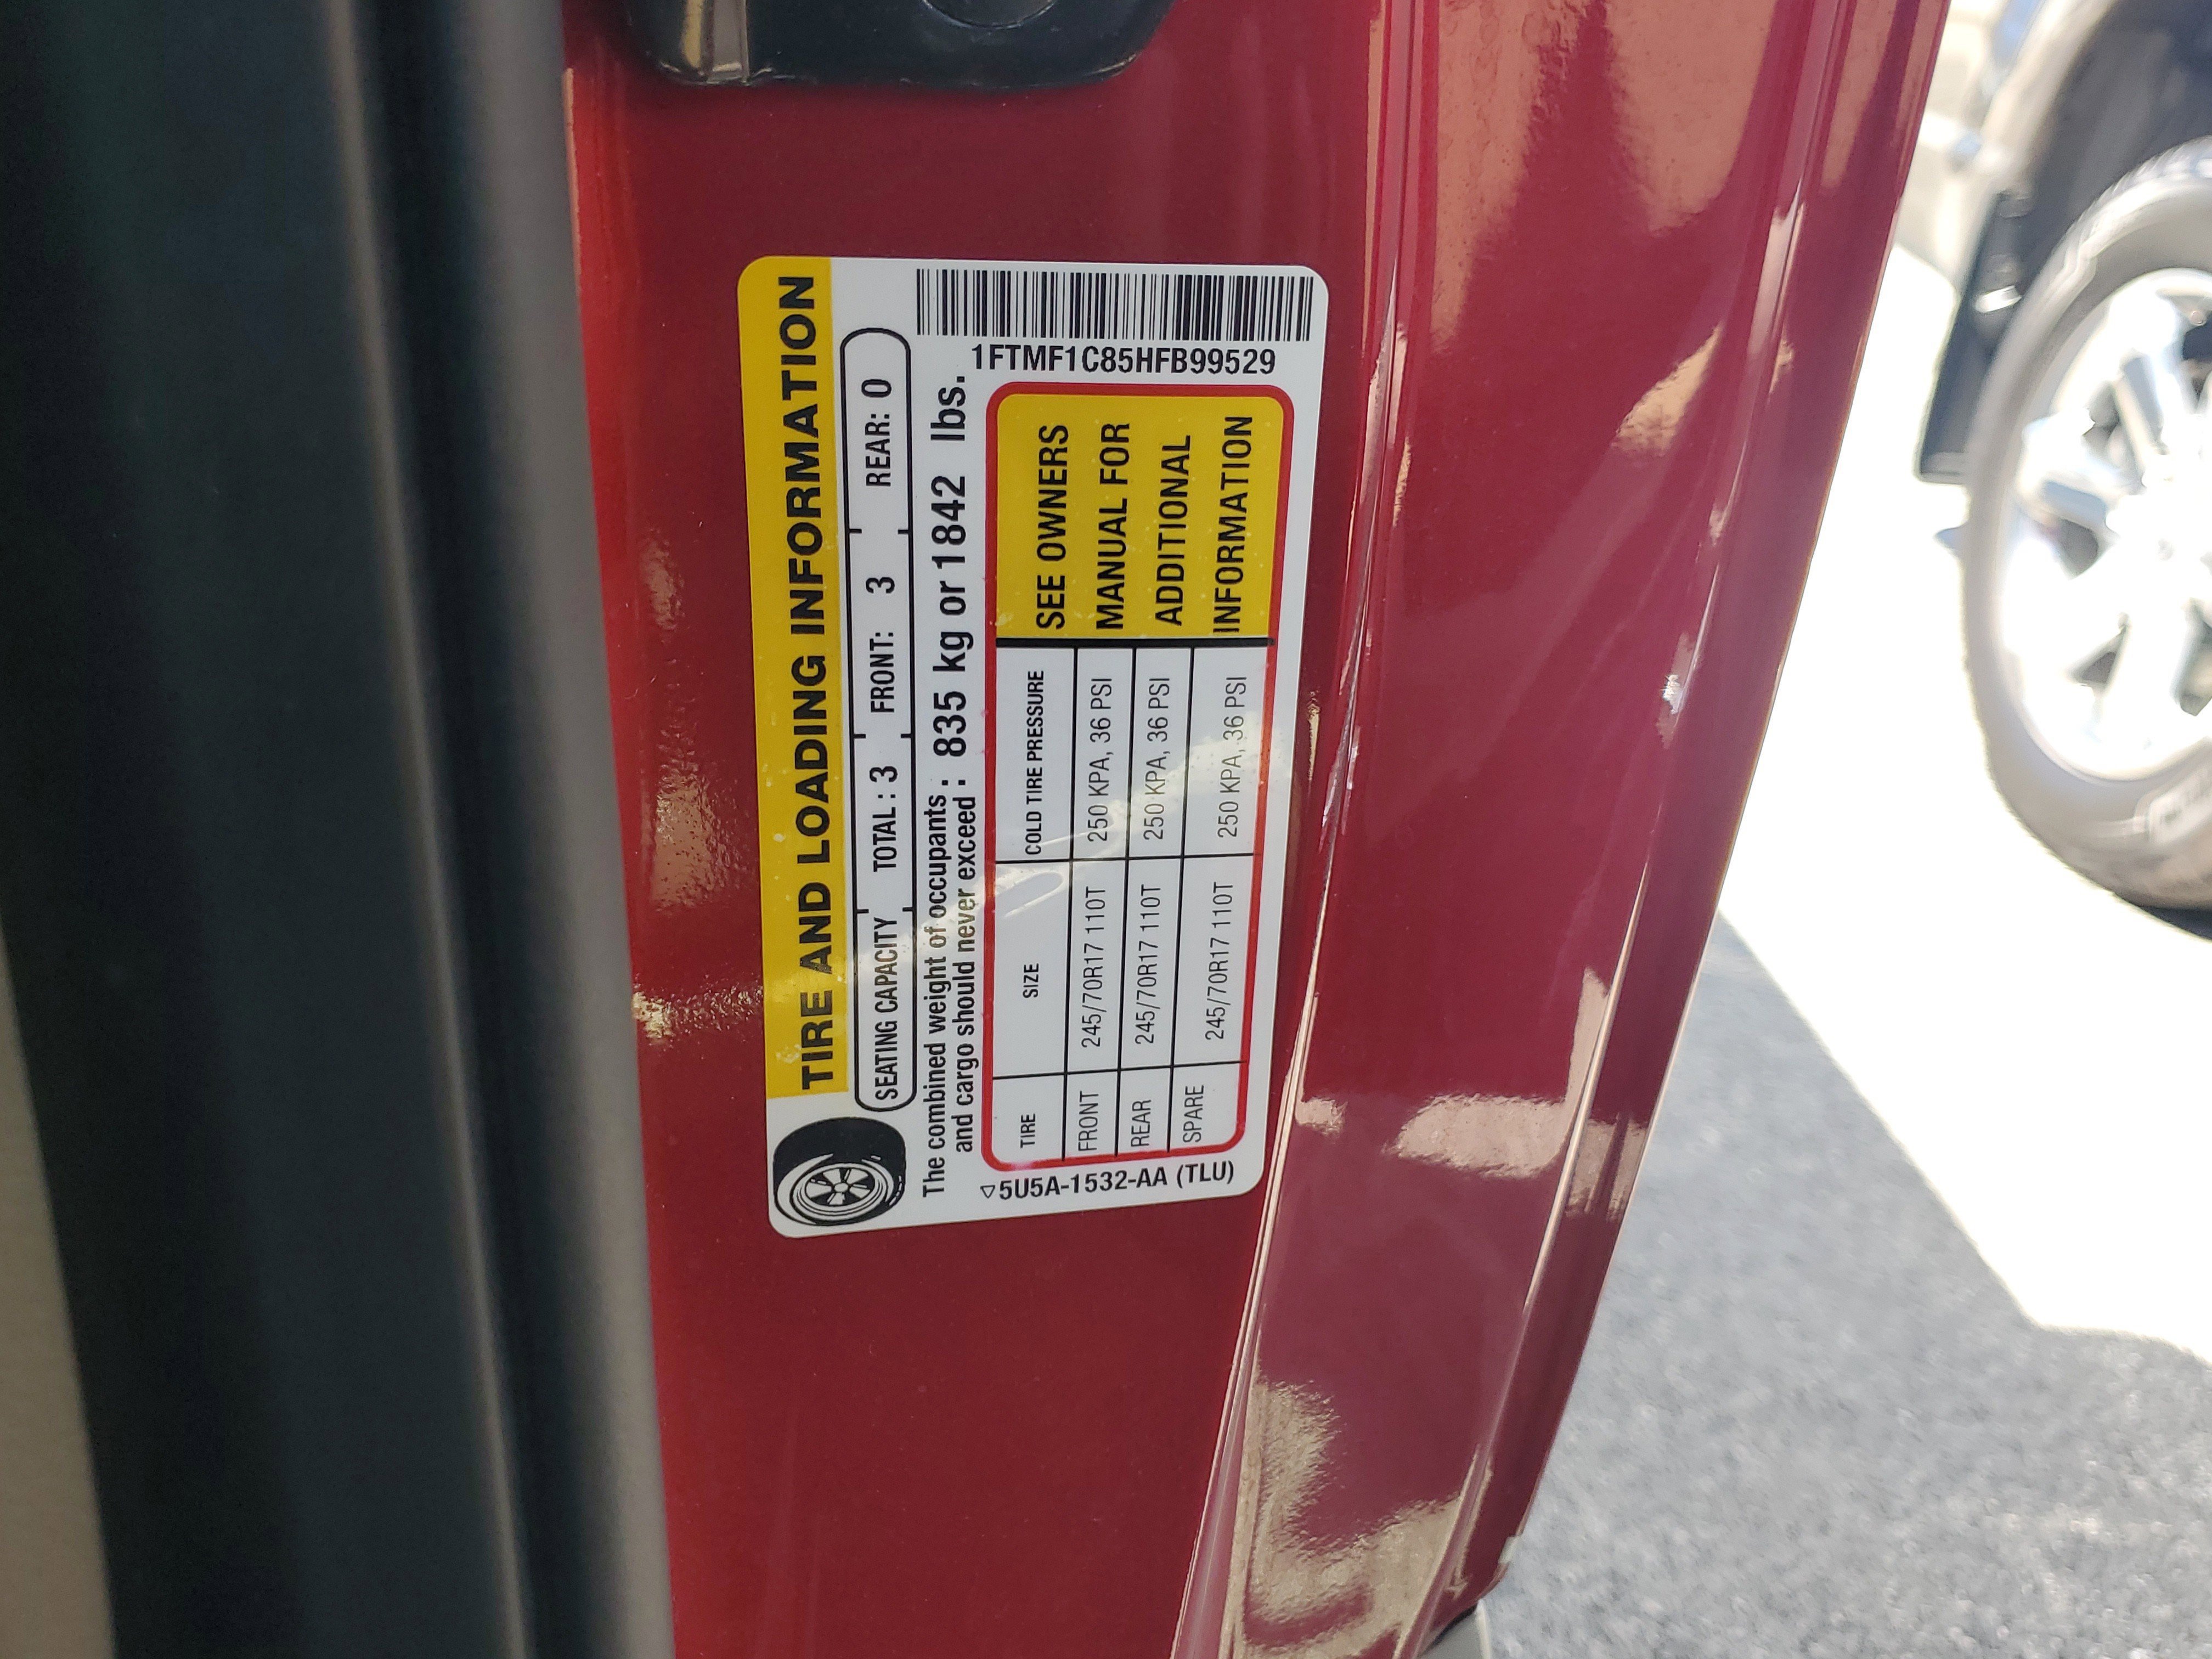 TIRE AND LOADING INFORMATION
SEATING CAPACITY TOTAL : 3 FRONT: 3 REAR: 0
The combined weight of occupants
and cargo should never exceed : 835 kg or 1842 lbs.
TIRE SIZE COLD TIRE PRESSURE
FRONT 245/70R17 110T 250 KPA, 36 PSI
REAR 245/70R17 110T 250 KPA, 36 PSI
SPARE 245/70R17 110T 250 KPA, 36 PSI
SEE OWNERS
MANUAL FOR
ADDITIONAL
INFORMATION
1FTMF1C85HFB99529
5U5A-1532-AA (TLU)